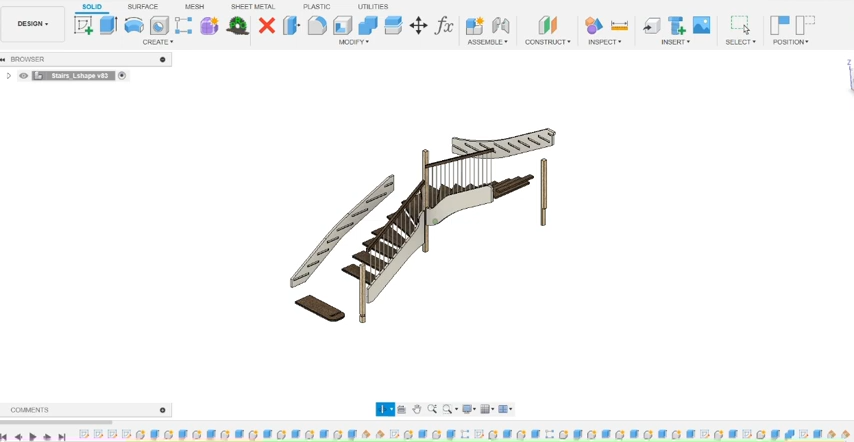 SOLID SURFACE MESH SHEET METAL PLASTIC UTILITIES
DESIGN
CREATE MODIFY ASSEMBLE CONSTRUCT INSPECT INSERT SELECT POSITION
BROWSER
Stairs_Lshape v83
Z
COMMENTS